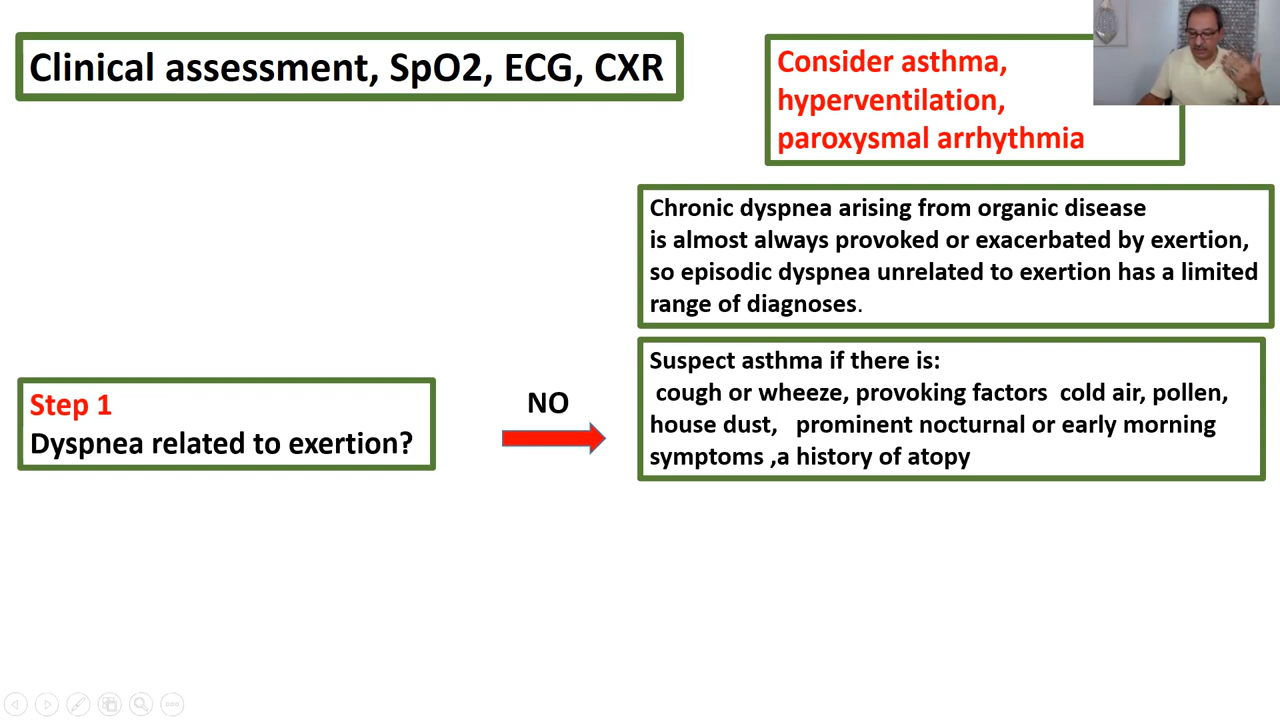 Clinical assessment, SpO2, ECG, CXR
Consider asthma,
hyperventilation,
paroxysmal arrhythmia
Chronic dyspnea arising from organic disease
is almost always provoked or exacerbated by exertion,
so episodic dyspnea unrelated to exertion has a limited
range of diagnoses.
Step 1
Dyspnea related to exertion?
NO
Suspect asthma if there is:
cough or wheeze, provoking factors cold air, pollen,
house dust, prominent nocturnal or early morning
symptoms ,a history of atopy